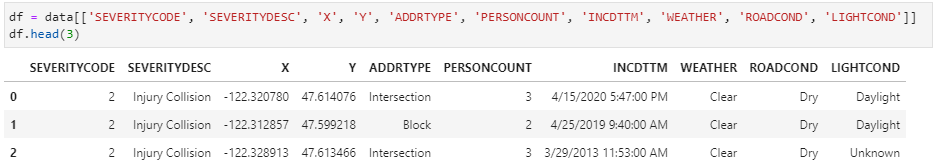 df = data[['SEVERITYCODE', 'SEVERITYDESC', 'X', 'Y', 'ADDRTYPE', 'PERSONCOUNT', 'INCDTTM', 'WEATHER', 'ROADCOND', 'LIGHTCOND']]
df.head(3)
SEVERITYCODE SEVERITYDESC X Y ADDRTYPE PERSONCOUNT INCDTTM WEATHER ROADCOND LIGHTCOND
0 2 Injury Collision -122.320780 47.614076 Intersection 3 4/15/2020 5:47:00 PM Clear Dry Daylight
1 2 Injury Collision -122.312857 47.599218 Block 2 4/25/2019 9:40:00 AM Clear Dry Daylight
2 2 Injury Collision -122.328913 47.613466 Intersection 3 3/29/2013 11:53:00 AM Clear Dry Unknown